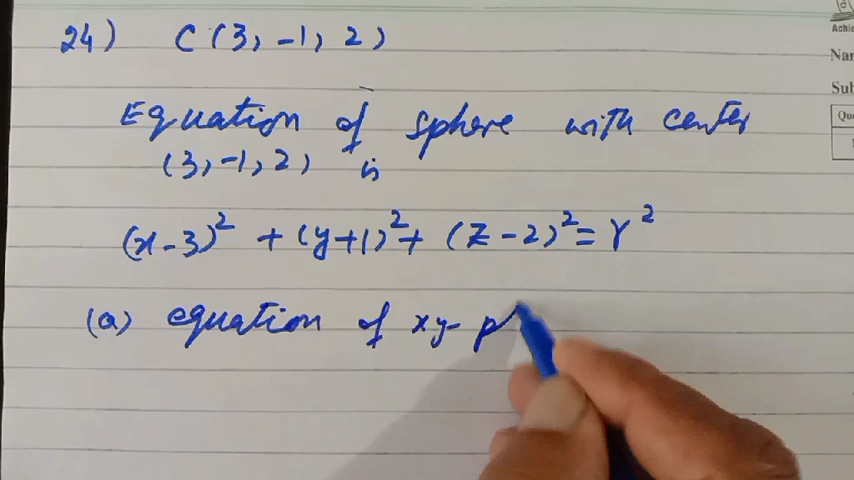 24) C (3, -1, 2)
Equation of sphere with center
(3, -1, 2) is
(x-3)² + (y+1)² + (z-2)² = r²
(a) equation of xy- p